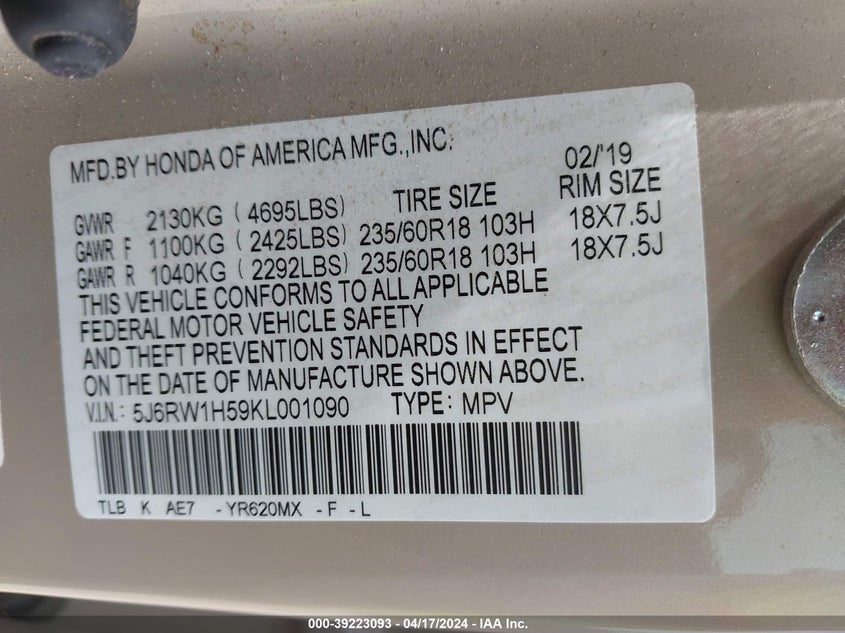 MFD.BY HONDA OF AMERICA MFG.,INC. 02/'19
TIRE SIZE RIM SIZE
GVWR 2130KG ( 4695LBS)
GAWR F 1100KG ( 2425LBS) 235/60R18 103H 18X7.5J
GAWR R 1040KG ( 2292LBS) 235/60R18 103H 18X7.5J
THIS VEHICLE CONFORMS TO ALL APPLICABLE
FEDERAL MOTOR VEHICLE SAFETY
AND THEFT PREVENTION STANDARDS IN EFFECT
ON THE DATE OF MANUFACTURE SHOWN ABOVE.
V.I.N.: 5J6RW1H59KL001090 TYPE: MPV
TLB K AE7 -YR620MX -F -L
000-39223093 - 04/17/2024 - IAA Inc.